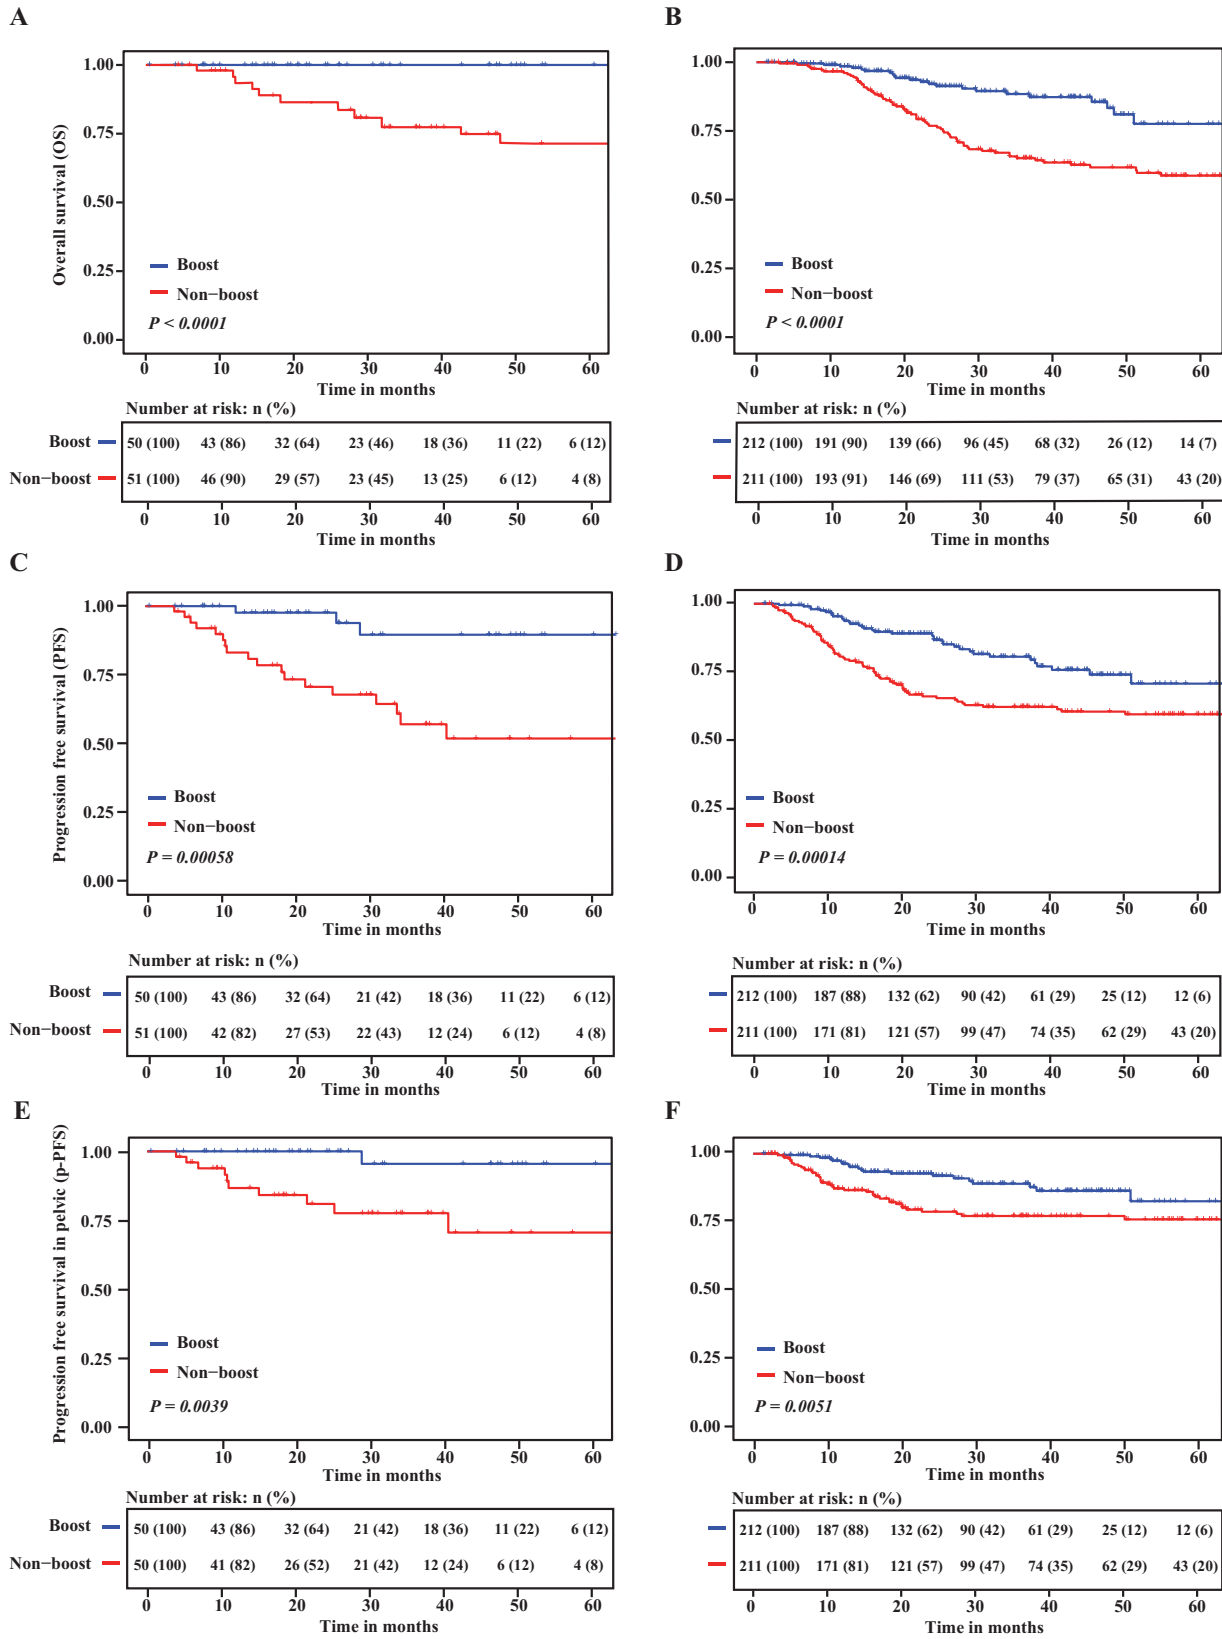 A
Overall survival (OS)
1.00
0.75
0.50
0.25
0.00
Boost
Non−boost
P < 0.0001
0 10 20 30 40 50 60
Time in months
Number at risk: n (%)
Boost 50 (100) 43 (86) 32 (64) 23 (46) 18 (36) 11 (22) 6 (12)
Non−boost 51 (100) 46 (90) 29 (57) 23 (45) 13 (25) 6 (12) 4 (8)
0 10 20 30 40 50 60
Time in months
B
1.00
0.75
0.50
0.25
0.00
Boost
Non−boost
P < 0.0001
0 10 20 30 40 50 60
Time in months
Number at risk: n (%)
212 (100) 191 (90) 139 (66) 96 (45) 68 (32) 26 (12) 14 (7)
211 (100) 193 (91) 146 (69) 111 (53) 79 (37) 65 (31) 43 (20)
0 10 20 30 40 50 60
Time in months
C
Progression free survival (PFS)
1.00
0.75
0.50
0.25
0.00
Boost
Non−boost
P = 0.00058
0 10 20 30 40 50 60
Time in months
Number at risk: n (%)
Boost 50 (100) 43 (86) 32 (64) 21 (42) 18 (36) 11 (22) 6 (12)
Non−boost 51 (100) 42 (82) 27 (53) 22 (43) 12 (24) 6 (12) 4 (8)
0 10 20 30 40 50 60
Time in months
D
1.00
0.75
0.50
0.25
0.00
Boost
Non−boost
P = 0.00014
0 10 20 30 40 50 60
Time in months
Number at risk: n (%)
212 (100) 187 (88) 132 (62) 90 (42) 61 (29) 25 (12) 12 (6)
211 (100) 171 (81) 121 (57) 99 (47) 74 (35) 62 (29) 43 (20)
0 10 20 30 40 50 60
Time in months
E
Progression free survival in pelvic (p-PFS)
1.00
0.75
0.50
0.25
0.00
Boost
Non−boost
P = 0.0039
0 10 20 30 40 50 60
Time in months
Number at risk: n (%)
Boost 50 (100) 43 (86) 32 (64) 21 (42) 18 (36) 11 (22) 6 (12)
Non−boost 50 (100) 41 (82) 26 (52) 21 (42) 12 (24) 6 (12) 4 (8)
0 10 20 30 40 50 60
Time in months
F
1.00
0.75
0.50
0.25
0.00
Boost
Non−boost
P = 0.0051
0 10 20 30 40 50 60
Time in months
Number at risk: n (%)
212 (100) 187 (88) 132 (62) 90 (42) 61 (29) 25 (12) 12 (6)
211 (100) 171 (81) 121 (57) 99 (47) 74 (35) 62 (29) 43 (20)
0 10 20 30 40 50 60
Time in months